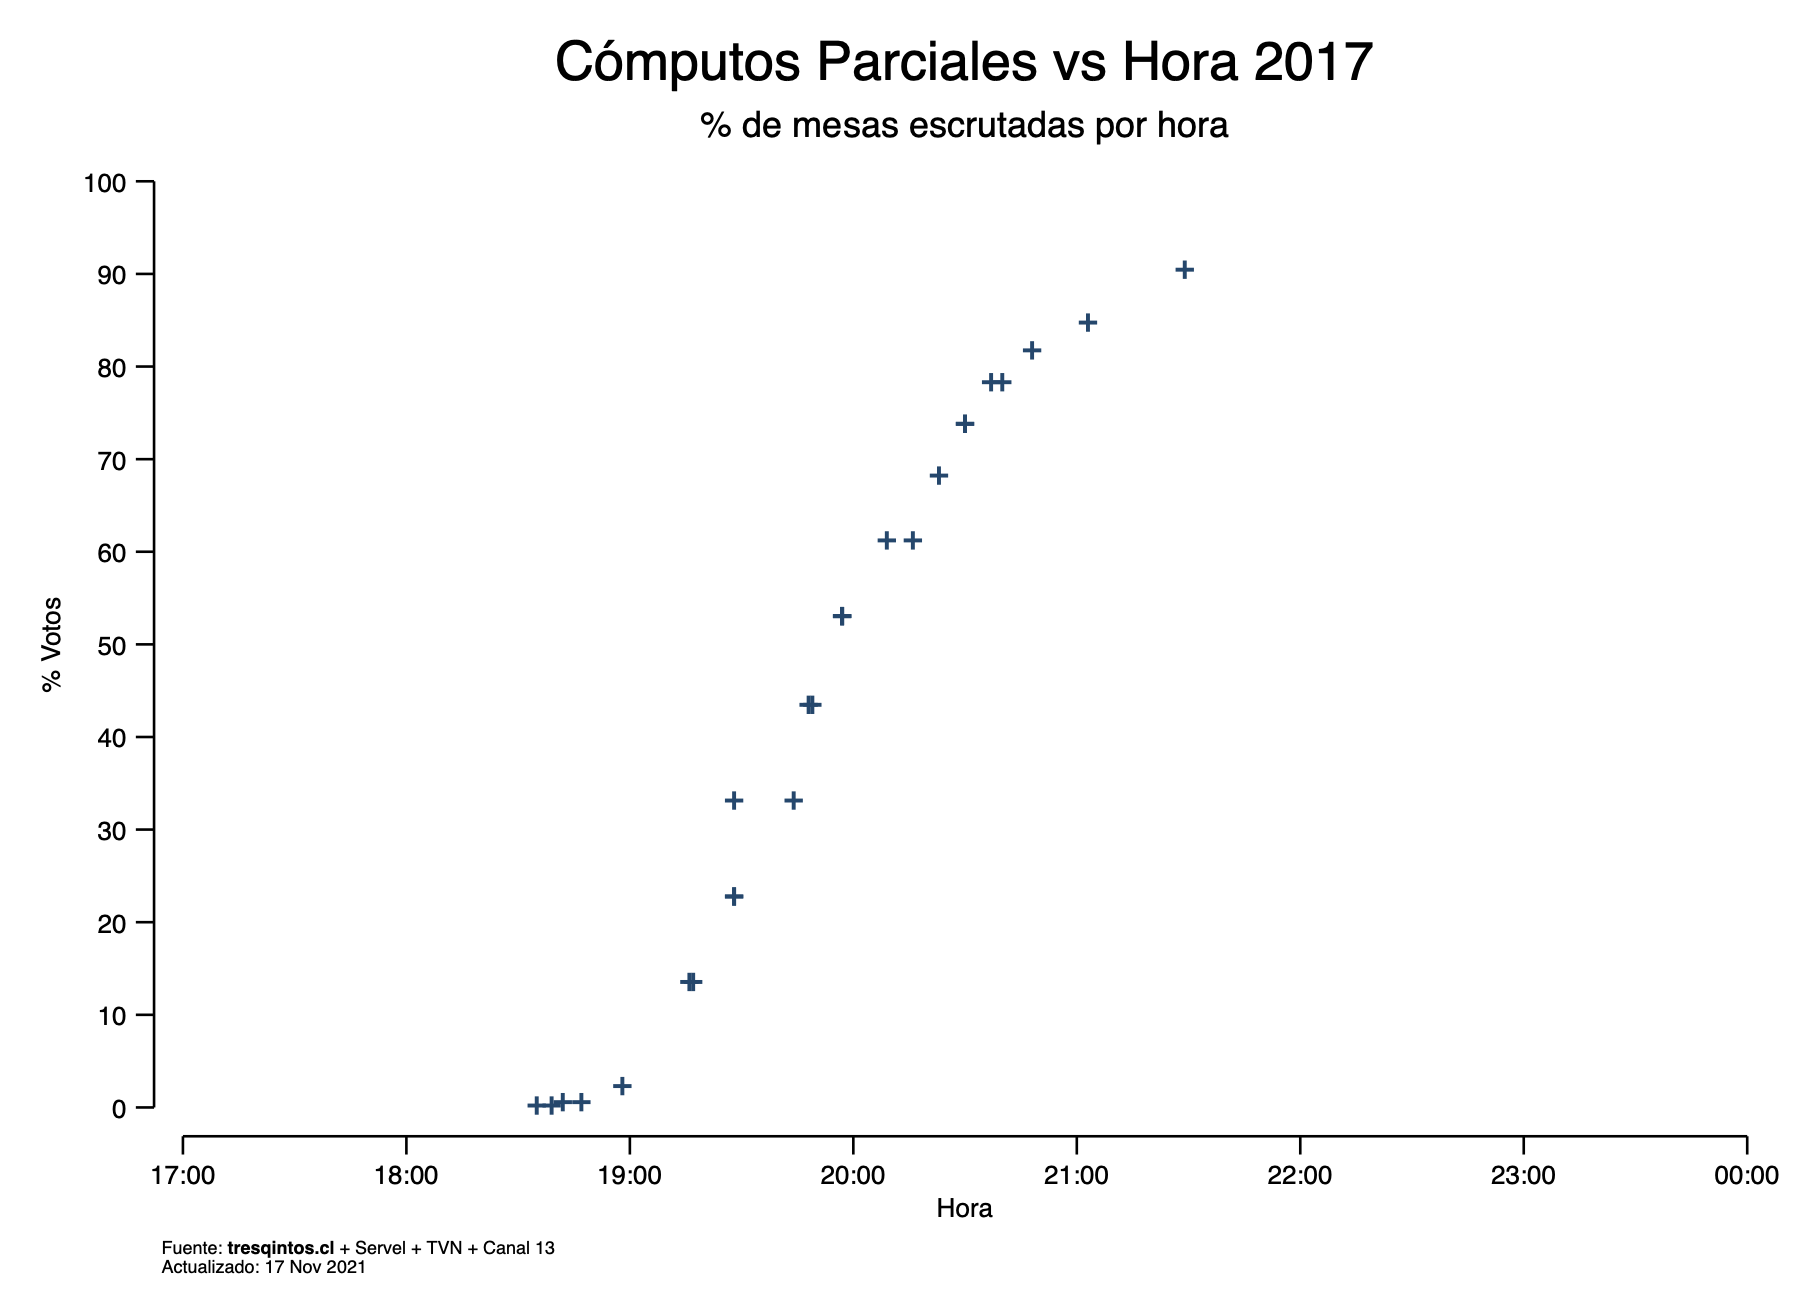 Cómputos Parciales vs Hora 2017
% de mesas escrutadas por hora
% Votos
100
90
80
70
60
50
40
30
20
10
0
17:00 18:00 19:00 20:00 21:00 22:00 23:00 00:00
Hora
Fuente: tresqintos.cl + Servel + TVN + Canal 13
Actualizado: 17 Nov 2021